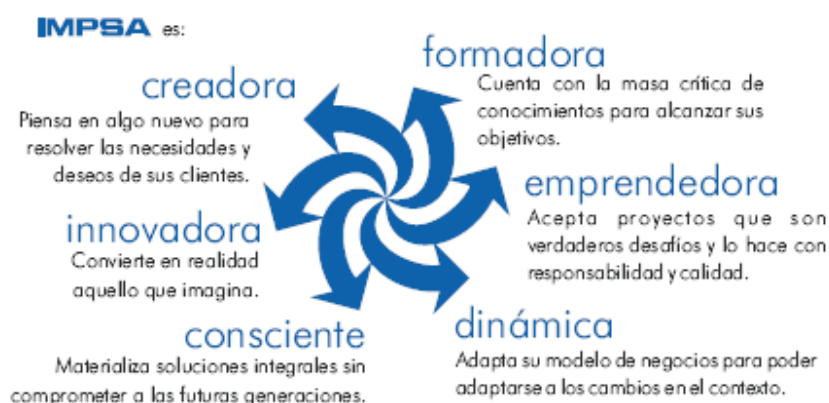 IMPSA es:
creadora
Piensa en algo nuevo para
resolver las necesidades y
deseos de sus clientes.
formadora
Cuenta con la masa crítica de
conocimientos para alcanzar sus
objetivos.
innovadora
Convierte en realidad
aquello que imagina.
emprendedora
Acepta proyectos que son
verdaderos desafíos y lo hace con
responsabilidad y calidad.
consciente
Materializa soluciones integrales sin
comprometer a las futuras generaciones.
dinámica
Adapta su modelo de negocios para poder
adaptarse a los cambios en el contexto.